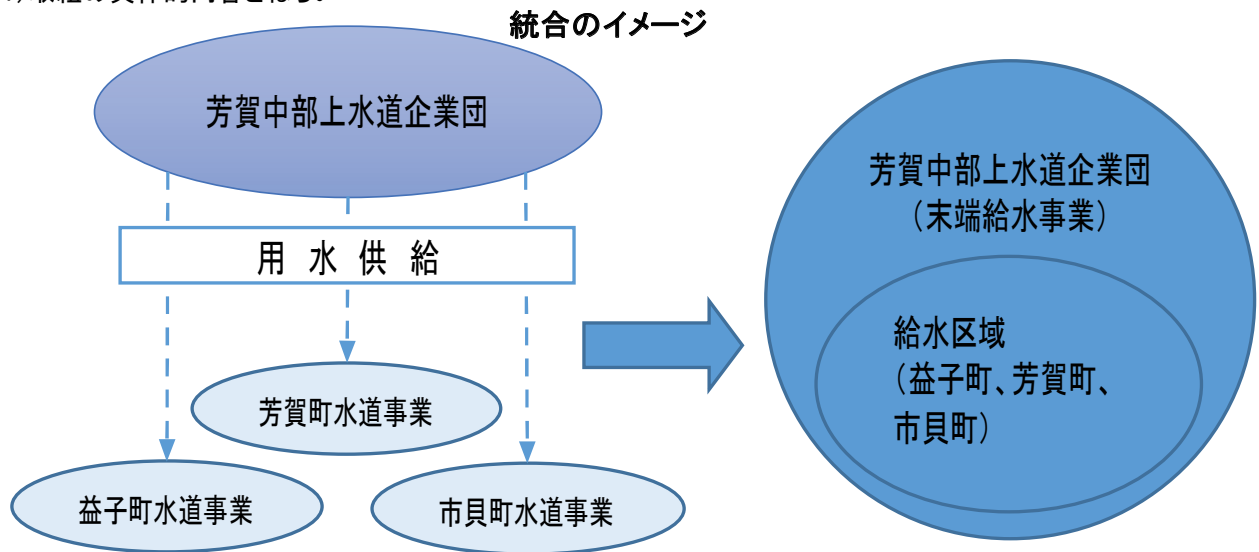 統合のイメージ
芳賀中部上水道企業団
用水供給
芳賀町水道事業
益子町水道事業
市貝町水道事業
芳賀中部上水道企業団
（末端給水事業）
給水区域
（益子町、芳賀町、
市貝町）